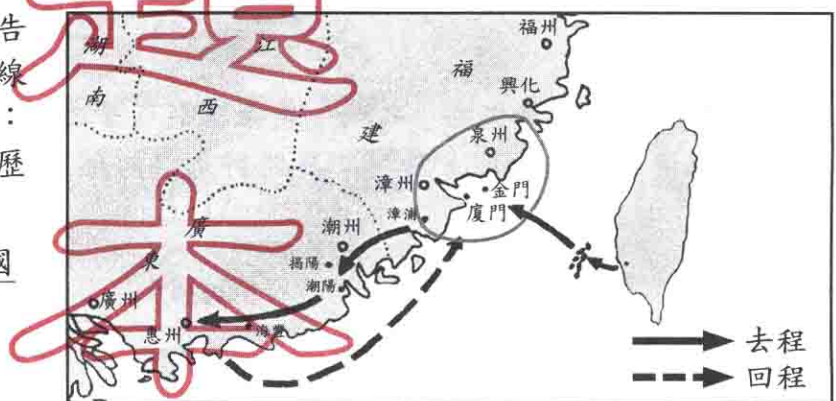 告
線
：
歷
國
福州
湖南
江西
福建
興化
泉州
漳州
金門
廈門
漳浦
廣東
潮州
揭陽
潮陽
廣州
惠州
海豐
去程
回程